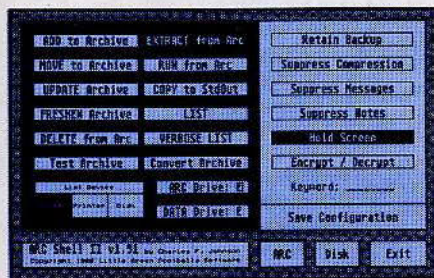 ADD to Archive EXTRACT from Arc
MOVE to Archive RUN from Arc
UPDATE Archive COPY to StdOut
FRESHEN Archive LIST
DELETE from Arc VERBOSE LIST
Test Archive Convert Archive
List Device
Printer Disk
ARC Drive:
DATA Drive:
Retain Backup
Suppress Compression
Suppress Messages
Suppress Notes
Hold Screen
Encrypt / Decrypt
Keyword: ________
Save Configuration
ARC Shell II v1.91 by Charles F. Johnson
Copyright 1988 Little Green Footballs Software
ARC Disk Exit